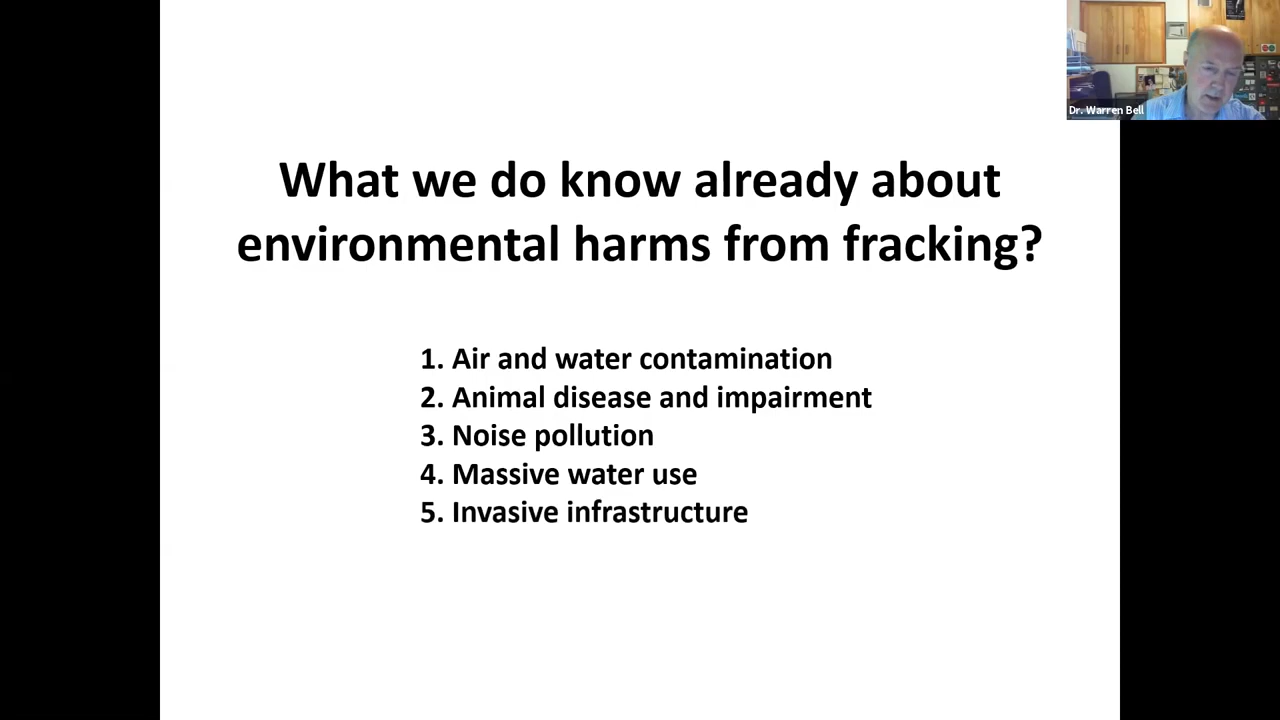 Dr. Warren Bell
What we do know already about
environmental harms from fracking?
1. Air and water contamination
2. Animal disease and impairment
3. Noise pollution
4. Massive water use
5. Invasive infrastructure